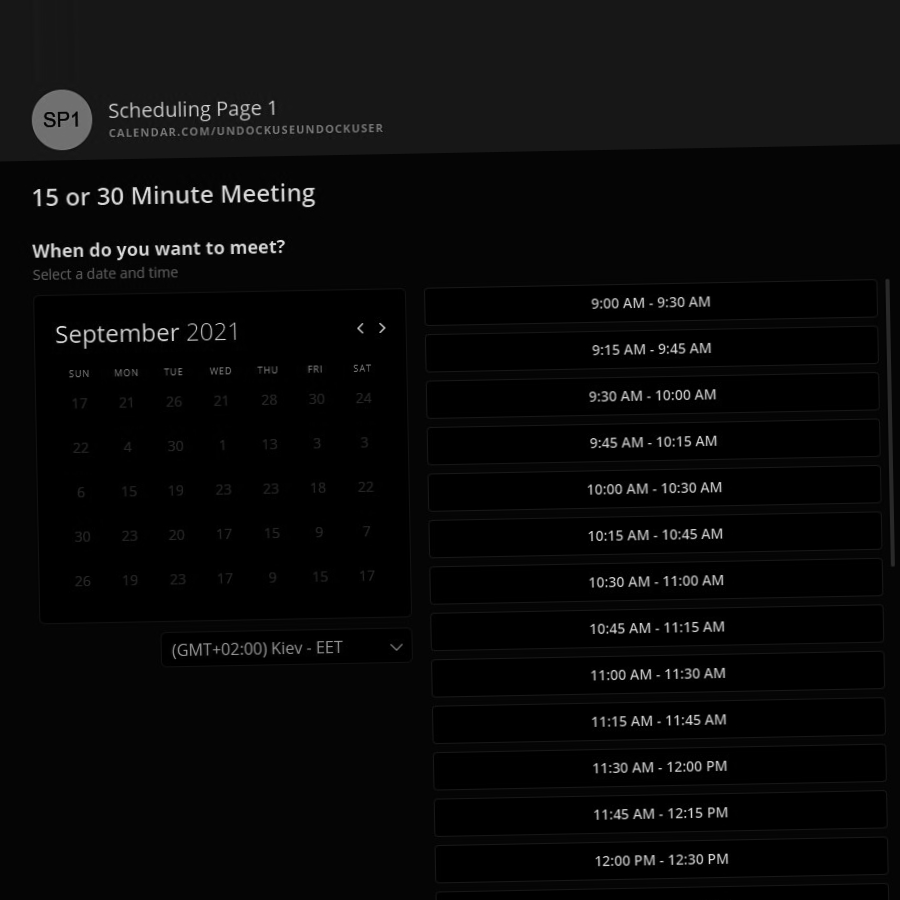 SP1
Scheduling Page 1
CALENDAR.COM/UNDOCKUSEUNDOCKUSER
15 or 30 Minute Meeting
When do you want to meet?
Select a date and time
September 2021
SUN MON TUE WED THU FRI SAT
17 21 26 21 28 30 24
22 4 30 1 13 3 3
6 15 19 23 23 18 22
30 23 20 17 15 9 7
26 19 23 17 9 15 17
(GMT+02:00) Kiev - EET
9:00 AM - 9:30 AM
9:15 AM - 9:45 AM
9:30 AM - 10:00 AM
9:45 AM - 10:15 AM
10:00 AM - 10:30 AM
10:15 AM - 10:45 AM
10:30 AM - 11:00 AM
10:45 AM - 11:15 AM
11:00 AM - 11:30 AM
11:15 AM - 11:45 AM
11:30 AM - 12:00 PM
11:45 AM - 12:15 PM
12:00 PM - 12:30 PM